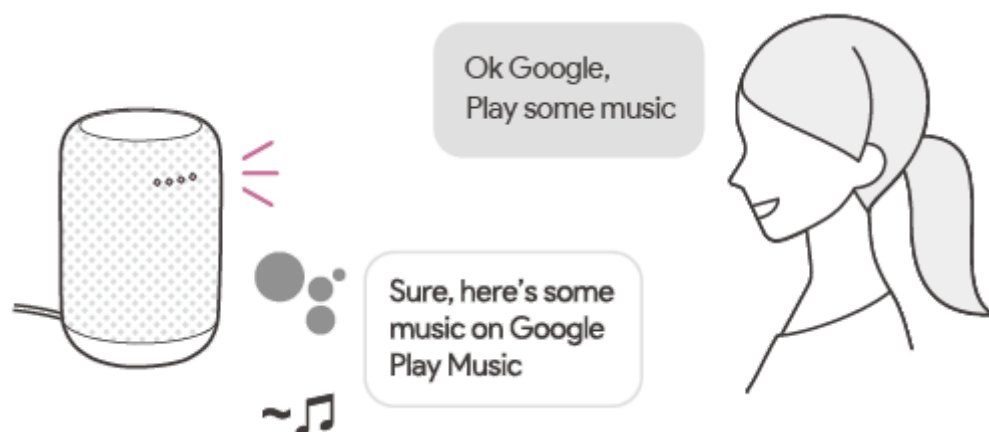 Ok Google,
Play some music
Sure, here's some
music on Google
Play Music